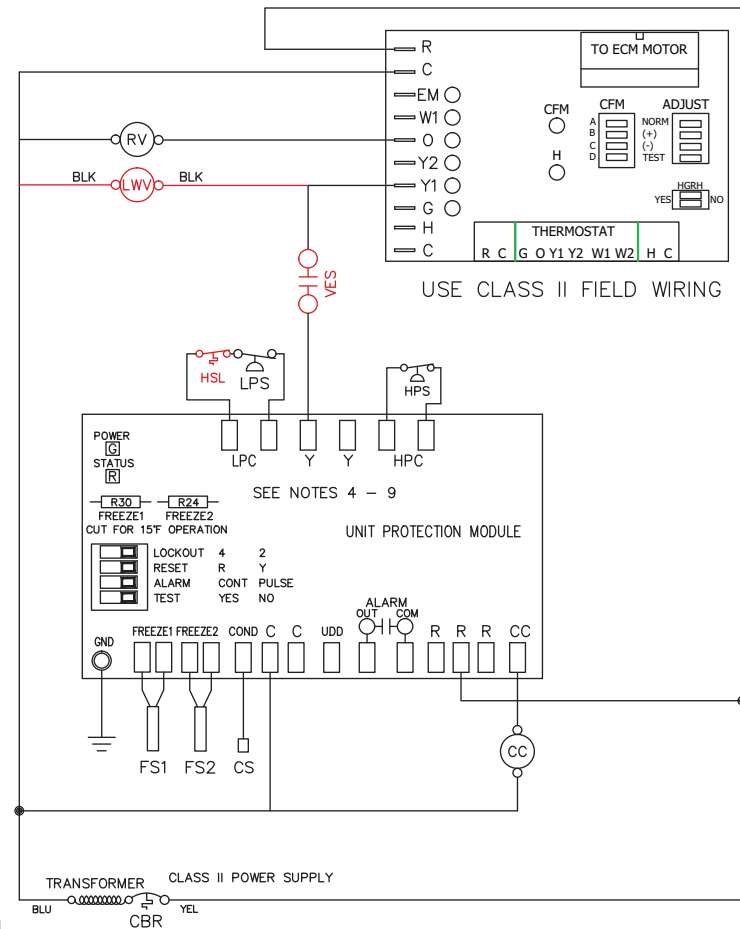 R
TO ECM MOTOR
C
EM
W1
CFM
CFM
ADJUST
A
NORM
B
(+)
C
(-)
D
TEST
RV
O
Y2
H
BLK
LWV
BLK
Y1
HGRH
YES
NO
G
H
THERMOSTAT
C
R C G O Y1 Y2 W1 W2 H C
VES
USE CLASS II FIELD WIRING
HSL
LPS
HPS
POWER
G
STATUS
R
LPC
Y
Y
HPC
SEE NOTES 4 - 9
R30
R24
FREEZE1
FREEZE2
CUT FOR 15°F OPERATION
UNIT PROTECTION MODULE
LOCKOUT 4 2
RESET R Y
ALARM CONT PULSE
TEST YES NO
ALARM
OUT
COM
GND
FREEZE1
FREEZE2
COND
C
C
UDD
R
R
R
CC
CC
FS1
FS2
CS
TRANSFORMER
CLASS II POWER SUPPLY
BLU
YEL
CBR